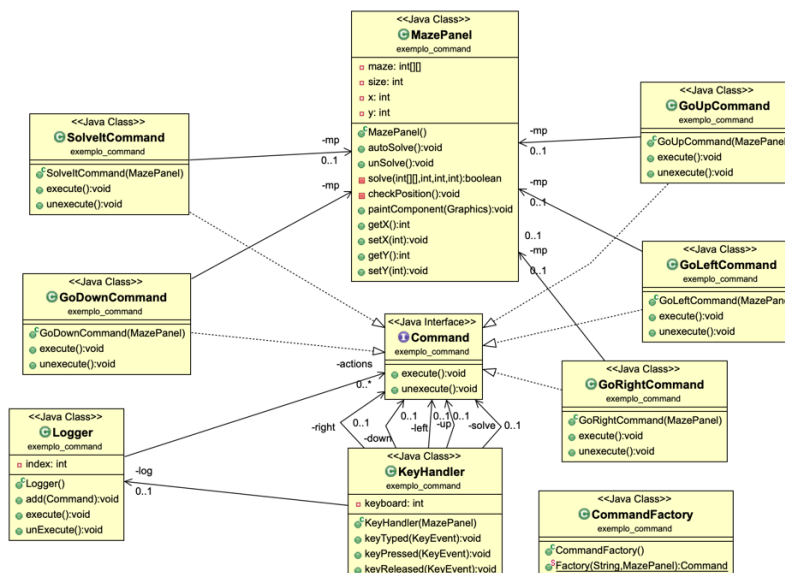 <<Java Class>>
MazePanel
exemplo_command
maze: int[][]
size: int
x: int
y: int
MazePanel()
autoSolve():void
unSolve():void
solve(int[][],int,int,int):boolean
checkPosition():void
paintComponent(Graphics):void
getX():int
setX(int):void
getY():int
setY(int):void
<<Java Class>>
SolveItCommand
exemplo_command
SolveItCommand(MazePanel)
execute():void
unexecute():void
-mp
0..1
<<Java Class>>
GoUpCommand
exemplo_command
GoUpCommand(MazePanel
execute():void
unexecute():void
-mp
0..1
<<Java Class>>
GoDownCommand
exemplo_command
GoDownCommand(MazePanel)
execute():void
unexecute():void
-mp
0..1
<<Java Class>>
GoLeftCommand
exemplo_command
GoLeftCommand(MazePane
execute():void
unexecute():void
-mp
0..1
<<Java Class>>
GoRightCommand
exemplo_command
GoRightCommand(MazePanel)
execute():void
unexecute():void
-mp
0..1
<<Java Interface>>
Command
exemplo_command
execute():void
unexecute():void
-actions
0..*
<<Java Class>>
Logger
exemplo_command
index: int
Logger()
add(Command):void
execute():void
unExecute():void
-log
0..1
-right
0..1
-down
0..1
-left
0..1
-up
0..1
-solve
0..1
<<Java Class>>
KeyHandler
exemplo_command
keyboard: int
KeyHandler(MazePanel)
keyTyped(KeyEvent):void
keyPressed(KeyEvent):void
keyReleased(KeyEvent):void
<<Java Class>>
CommandFactory
exemplo_command
CommandFactory()
Factory(String,MazePanel):Command